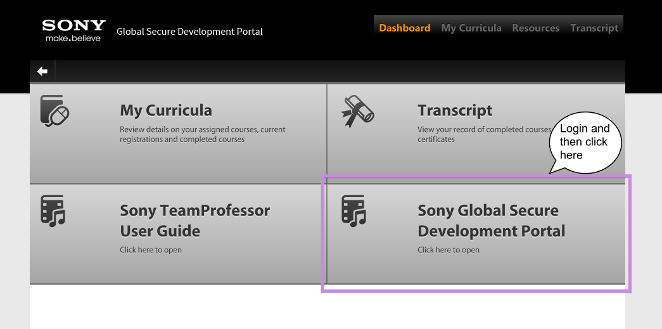 SONY
make.believe
Global Secure Development Portal
Dashboard My Curricula Resources Transcript
My Curricula
Review details on your assigned courses, current
registrations and completed courses
Transcript
View your record of completed courses
certificates
Login and
then click
here
Sony TeamProfessor
User Guide
Click here to open
Sony Global Secure
Development Portal
Click here to open